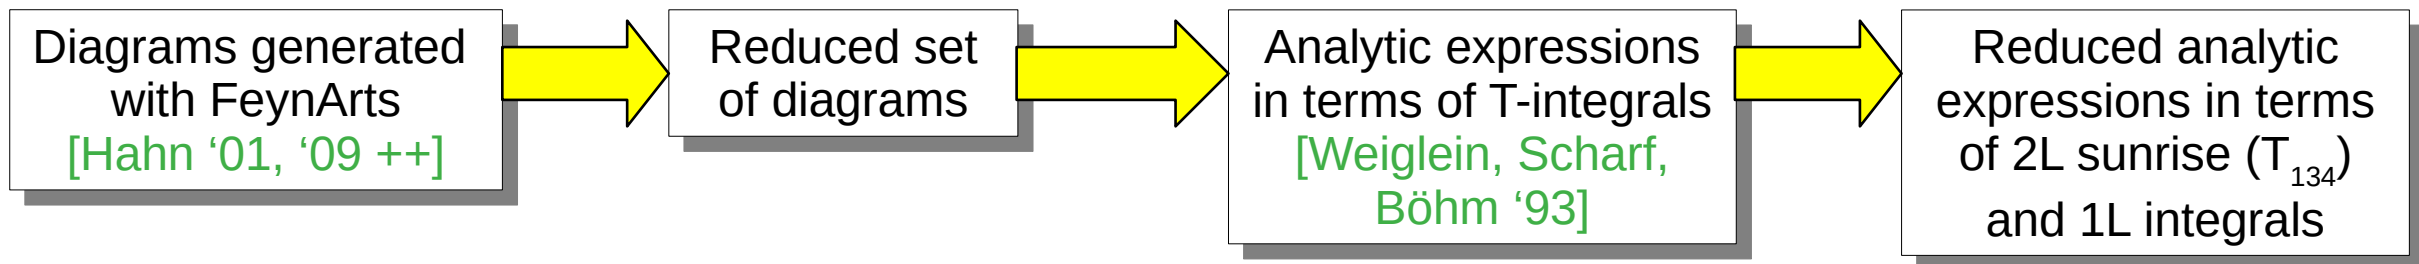 Diagrams generated
with FeynArts
[Hahn ‘01, ‘09 ++]
Reduced set
of diagrams
Analytic expressions
in terms of T-integrals
[Weiglein, Scharf,
Böhm ‘93]
Reduced analytic
expressions in terms
of 2L sunrise (T₁₃₄)
and 1L integrals